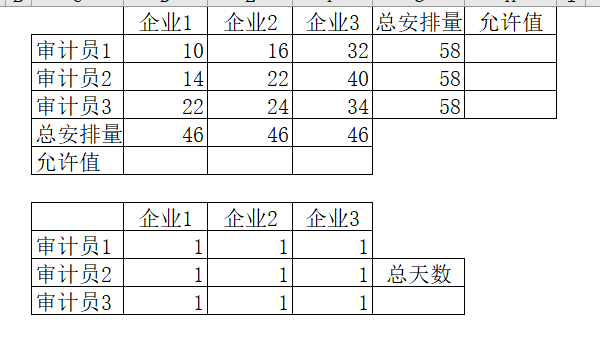 企业1 企业2 企业3 总安排量 允许值
审计员1 10 16 32 58
审计员2 14 22 40 58
审计员3 22 24 34 58
总安排量 46 46 46
允许值
企业1 企业2 企业3
审计员1 1 1 1
审计员2 1 1 1 总天数
审计员3 1 1 1